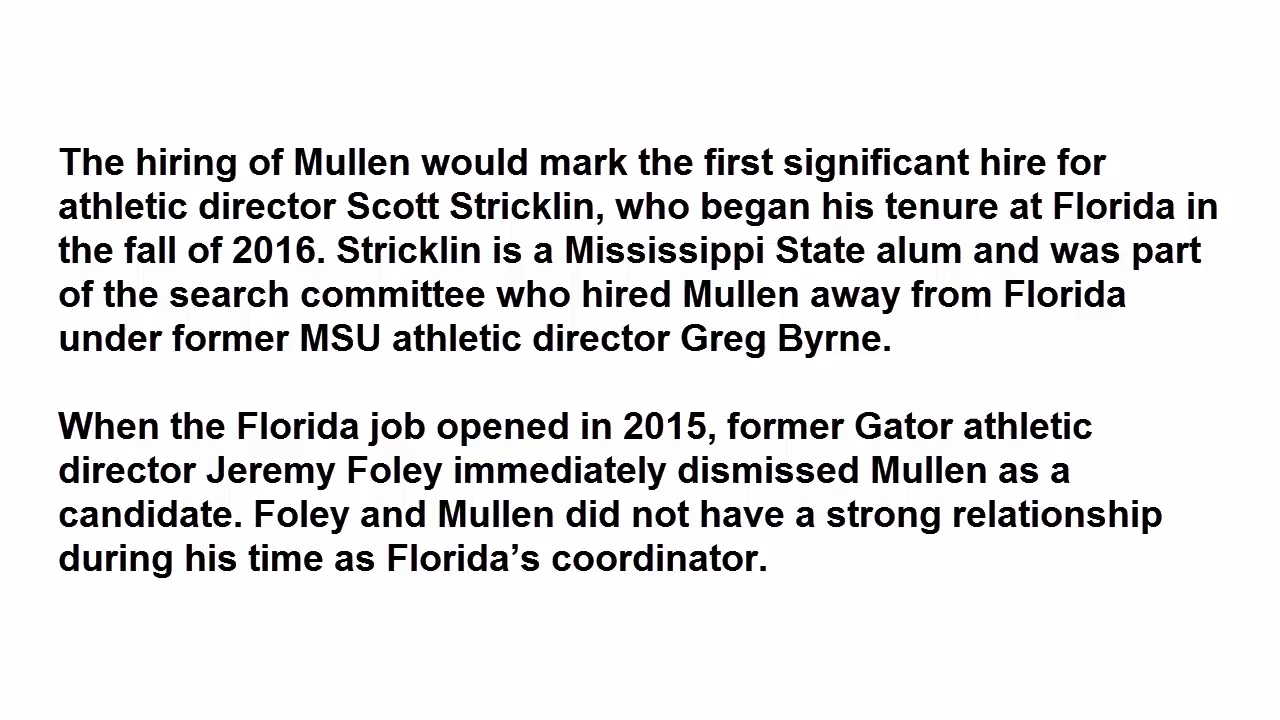 The hiring of Mullen would mark the first significant hire for
athletic director Scott Stricklin, who began his tenure at Florida in
the fall of 2016. Stricklin is a Mississippi State alum and was part
of the search committee who hired Mullen away from Florida
under former MSU athletic director Greg Byrne.
When the Florida job opened in 2015, former Gator athletic
director Jeremy Foley immediately dismissed Mullen as a
candidate. Foley and Mullen did not have a strong relationship
during his time as Florida’s coordinator.